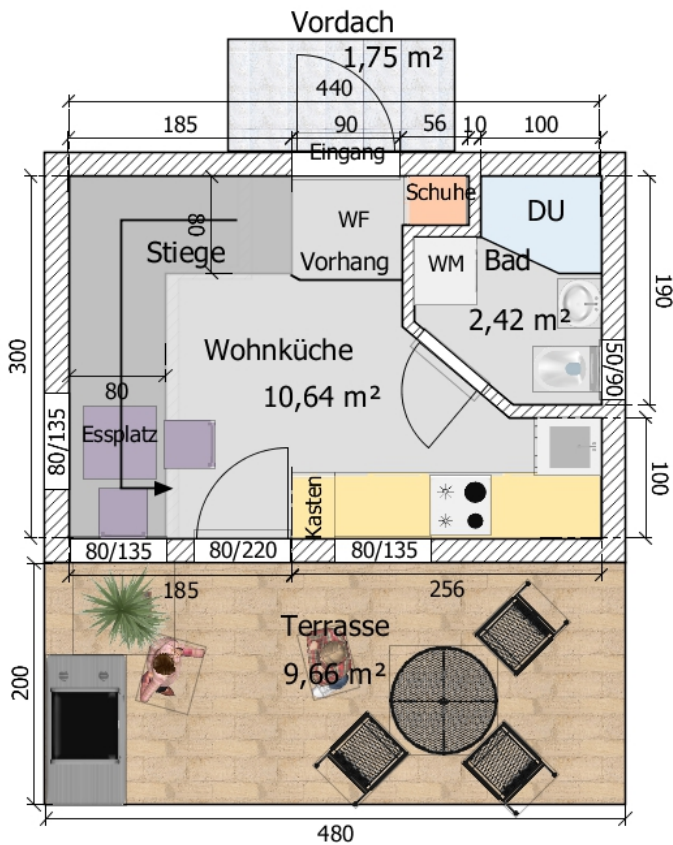 Vordach
1,75 m²
440
185
90
56
10
100
Eingang
Schuhe
DU
80
WF
Stiege
Vorhang
WM
Bad
190
2,42 m²
300
Wohnküche
50/90
80
10,64 m²
80/135
Essplatz
100
Kasten
80/135
80/220
80/135
185
256
Terrasse
9,66 m²
200
480